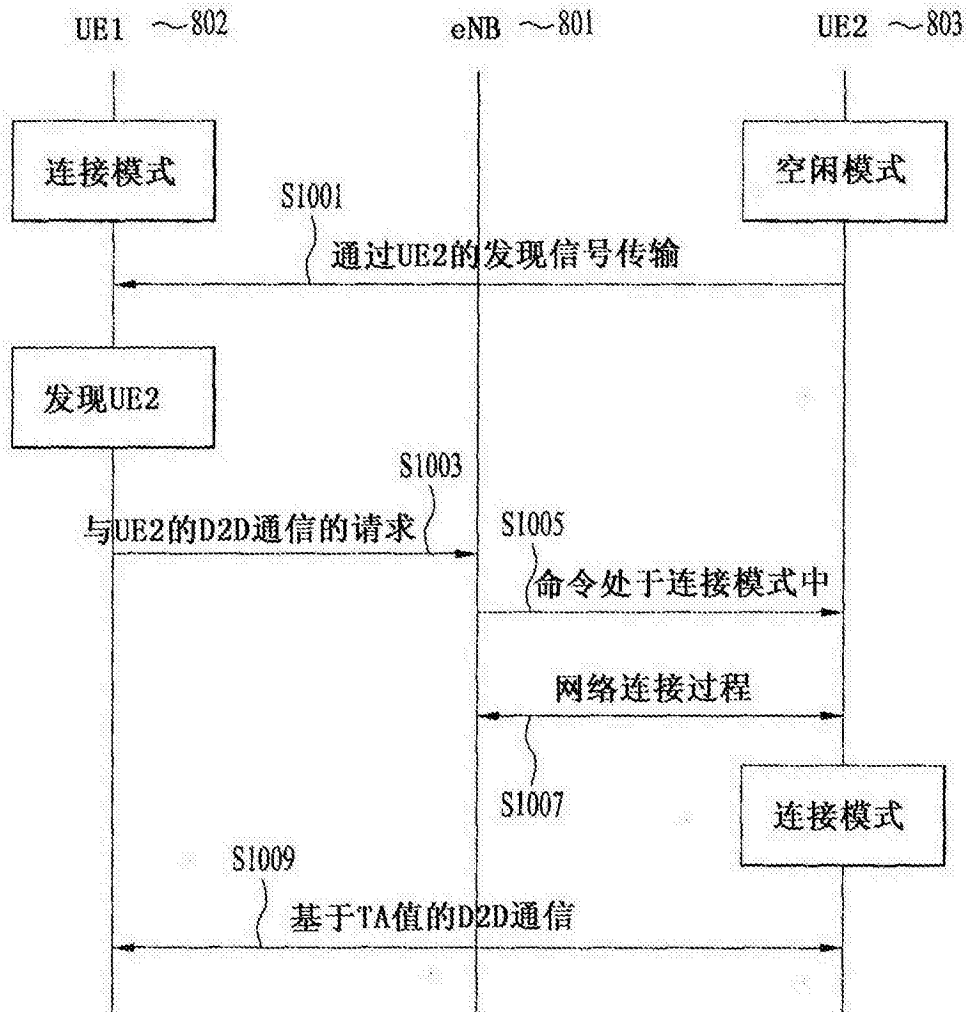 UE1 ~802 eNB ~801 UE2 ~803
连接模式 空闲模式
S1001
通过UE2的发现信号传输
发现UE2
S1003
与UE2的D2D通信的请求
S1005
命令处于连接模式中
网络连接过程
S1007
连接模式
S1009
基于TA值的D2D通信